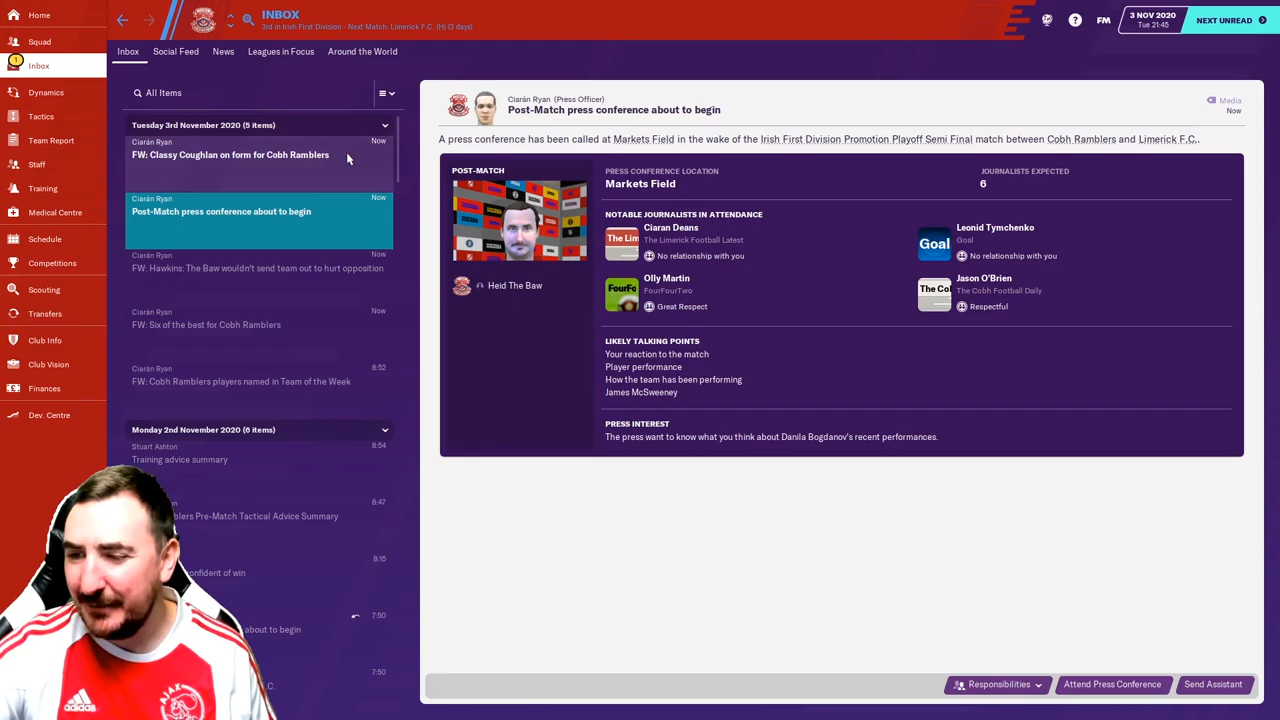 Home
Squad
1
Inbox
Dynamics
Tactics
Team Report
Staff
Training
Medical Centre
Schedule
Competitions
Scouting
Transfers
Club Info
Club Vision
Finances
Dev. Centre
INBOX
3rd in Irish First Division - Next Match: Limerick F.C. (H) (3 days)
?
FM
3 NOV 2020
Tue 21:45
NEXT UNREAD
Inbox
Social Feed
News
Leagues in Focus
Around the World
All Items
Tuesday 3rd November 2020 (5 items)
Ciarán Ryan
Now
FW: Classy Coughlan on form for Cobh Ramblers
Ciarán Ryan
Now
Post-Match press conference about to begin
Ciarán Ryan
Now
FW: Hawkins: The Baw wouldn't send team out to hurt opposition
Ciarán Ryan
Now
FW: Six of the best for Cobh Ramblers
Ciarán Ryan
8:52
FW: Cobh Ramblers players named in Team of the Week
Monday 2nd November 2020 (6 items)
Stuart Ashton
8:54
Training advice summary
8:47
Pre-Match Tactical Advice Summary
8:15
confident of win
7:50
about to begin
7:50
C.
Ciarán Ryan (Press Officer)
Post-Match press conference about to begin
Media
Now
A press conference has been called at Markets Field in the wake of the Irish First Division Promotion Playoff Semi Final match between Cobh Ramblers and Limerick F.C..
POST-MATCH
Heid The Baw
PRESS CONFERENCE LOCATION
Markets Field
JOURNALISTS EXPECTED
6
NOTABLE JOURNALISTS IN ATTENDANCE
The Lim
Ciaran Deans
The Limerick Football Latest
No relationship with you
Goal
Leonid Tymchenko
Goal
No relationship with you
FourFo
Olly Martin
FourFourTwo
Great Respect
The Col
Jason O'Brien
The Cobh Football Daily
Respectful
LIKELY TALKING POINTS
Your reaction to the match
Player performance
How the team has been performing
James McSweeney
PRESS INTEREST
The press want to know what you think about Danila Bogdanov's recent performances.
Responsibilities
Attend Press Conference
Send Assistant
adidas
AJAX